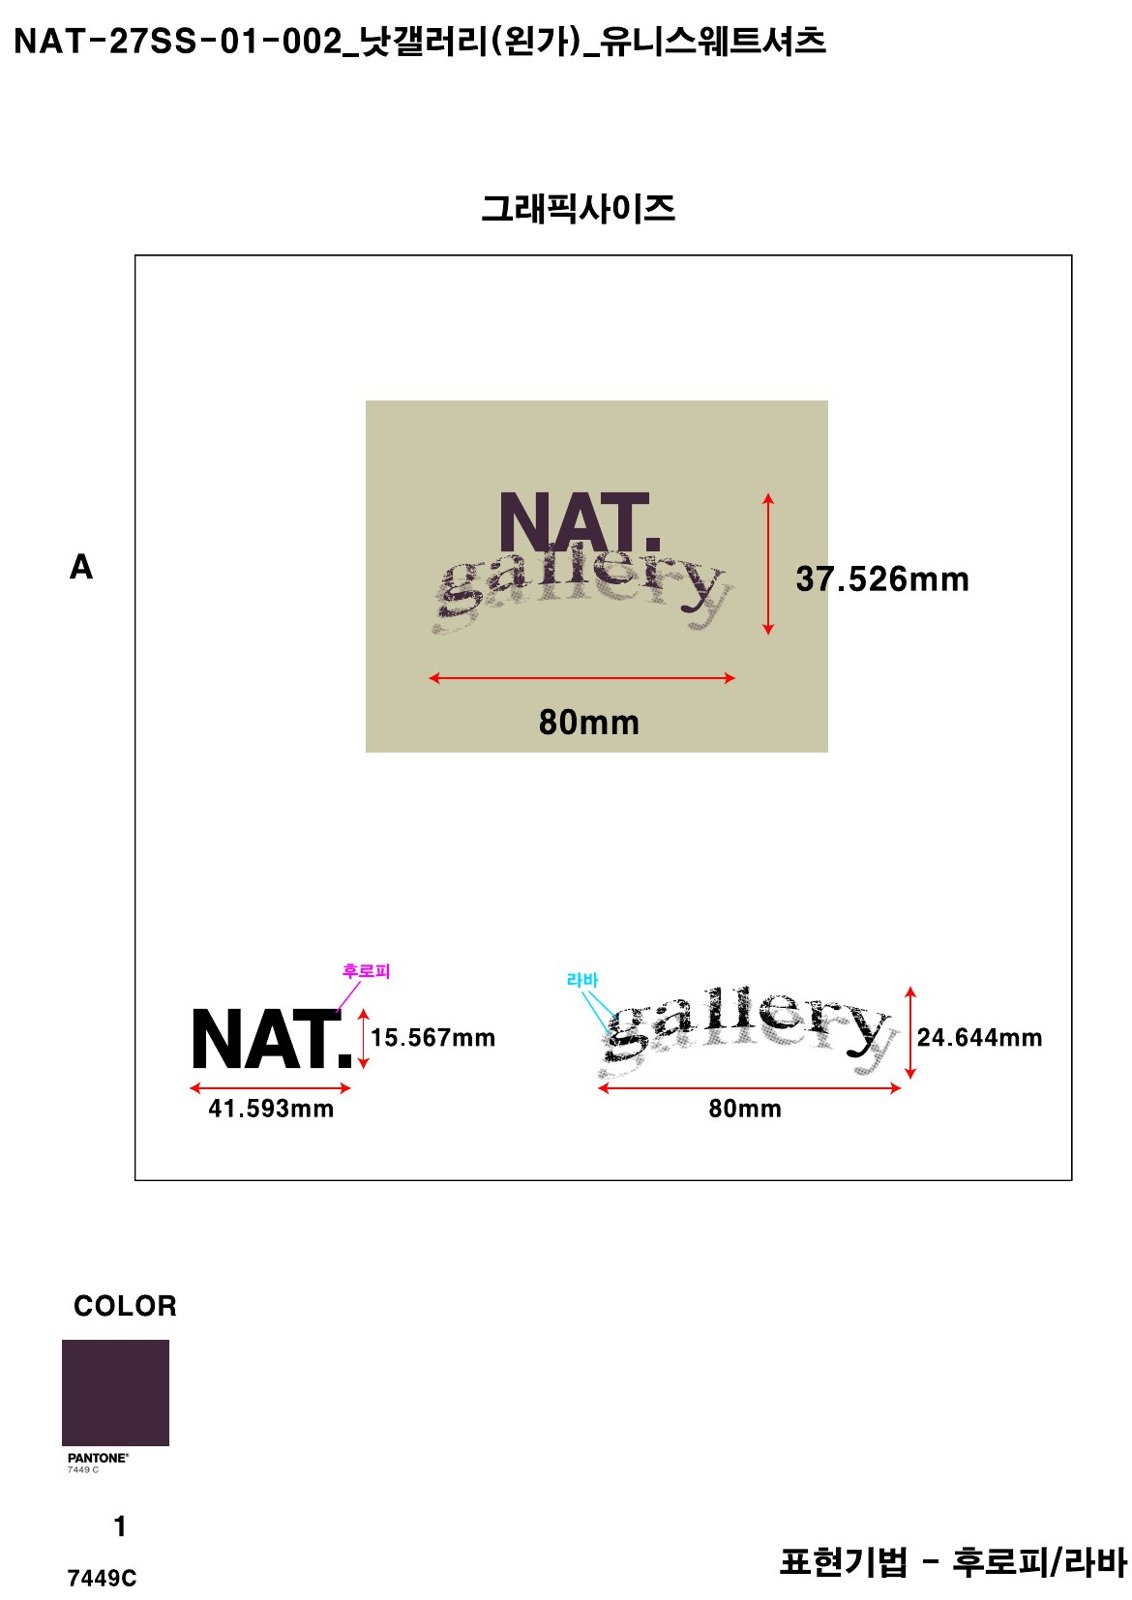 NAT-27SS-01-002_낫갤러리(왼가)_유니스웨트셔츠
그래픽사이즈
A
NAT.
gallery
37.526mm
80mm
후로피
NAT.
15.567mm
41.593mm
라바
gallery
24.644mm
80mm
COLOR
PANTONE®
7449 C
1
7449C
표현기법 - 후로피/라바